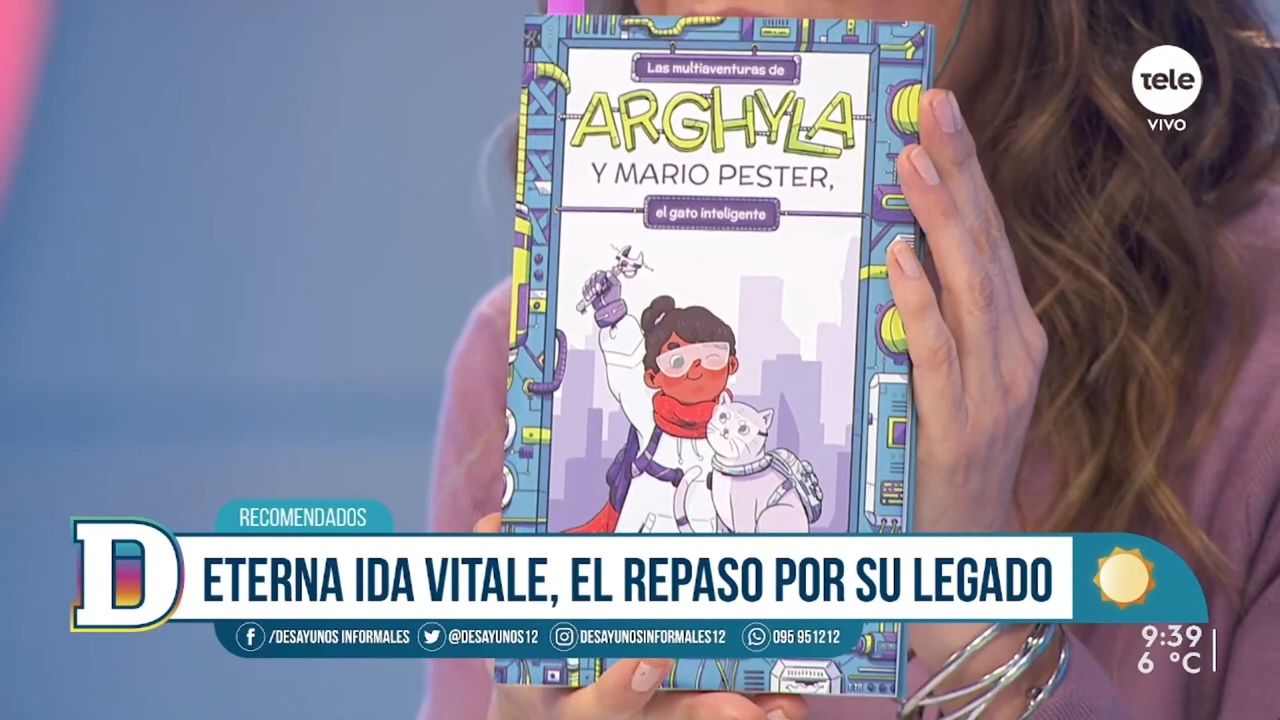 Las multiaventuras de
ARGHYLA
Y MARIO PESTER,
el gato inteligente
tele
VIVO
RECOMENDADOS
D
ETERNA IDA VITALE, EL REPASO POR SU LEGADO
/DESAYUNOS INFORMALES @DESAYUNOS12 DESAYUNOSINFORMALES12 095 951212
9:39
6 °C